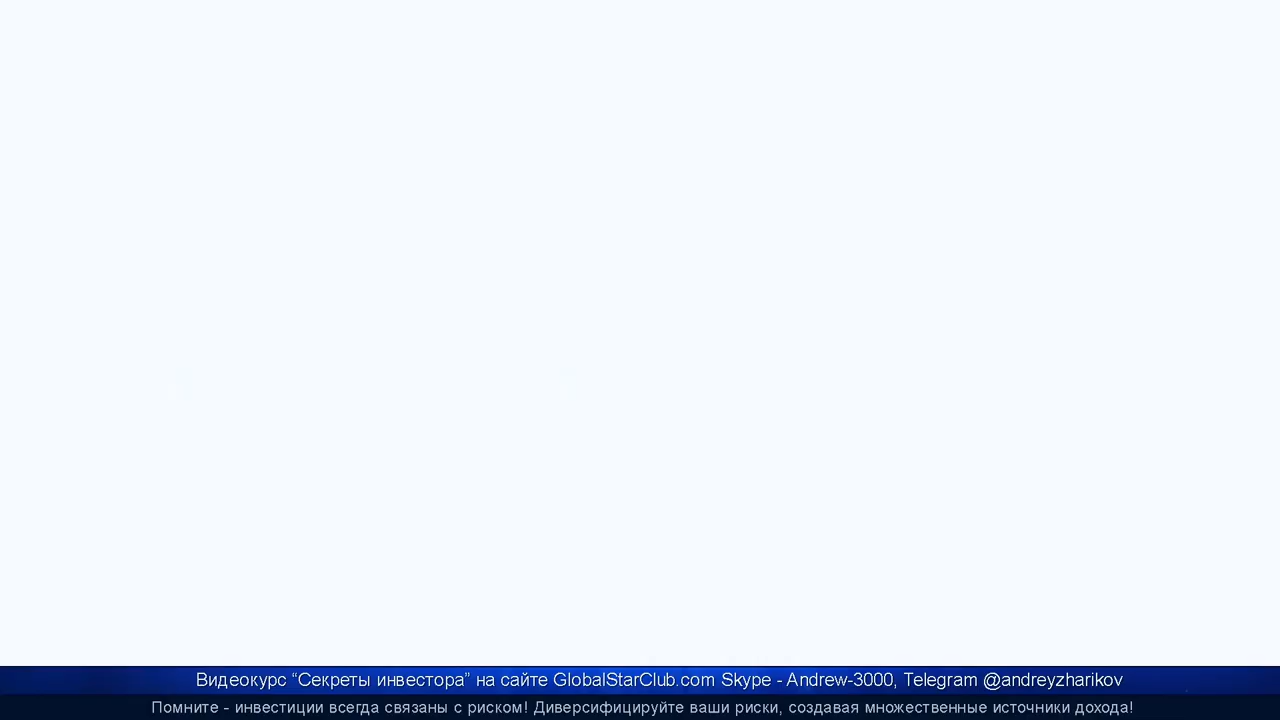 Видеокурс “Секреты инвестора” на сайте GlobalStarClub.com Skype - Andrew-3000, Telegram @andreyzharikov
Помните - инвестиции всегда связаны с риском! Диверсифицируйте ваши риски, создавая множественные источники дохода!